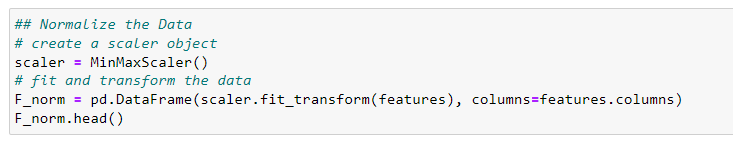 ## Normalize the Data
# create a scaler object
scaler = MinMaxScaler()
# fit and transform the data
F_norm = pd.DataFrame(scaler.fit_transform(features), columns=features.columns)
F_norm.head()